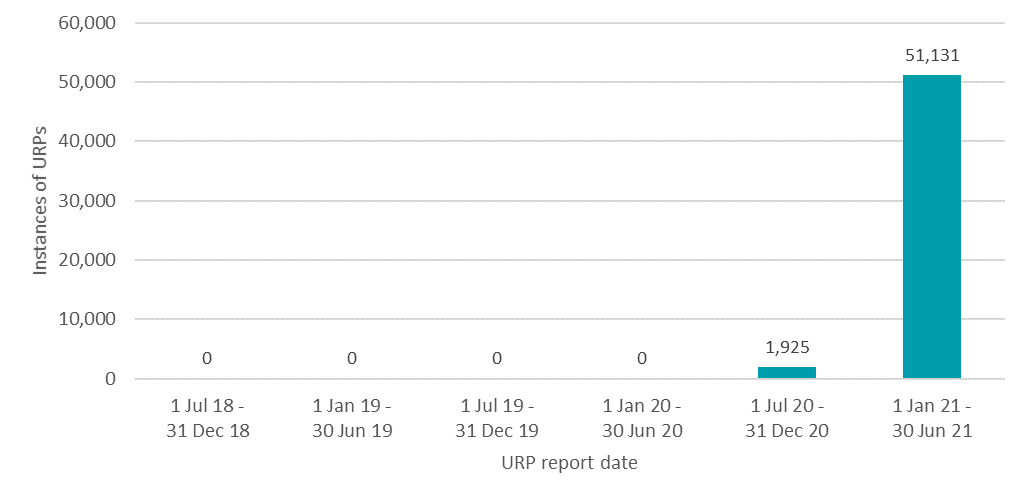 60,000
50,000
40,000
30,000
20,000
10,000
0
Instances of URPs
0
0
0
0
1,925
51,131
1 Jul 18 -
31 Dec 18
1 Jan 19 -
30 Jun 19
1 Jul 19 -
31 Dec 19
1 Jan 20 -
30 Jun 20
1 Jul 20 -
31 Dec 20
1 Jan 21 -
30 Jun 21
URP report date